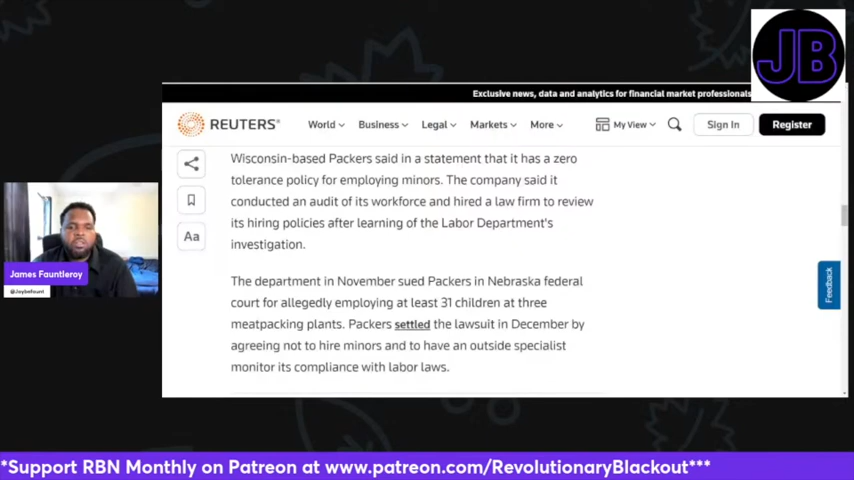 JB
Exclusive news, data and analytics for financial market professionals
REUTERS
World
Business
Legal
Markets
More
My View
Sign In
Register
Wisconsin-based Packers said in a statement that it has a zero
tolerance policy for employing minors. The company said it
conducted an audit of its workforce and hired a law firm to review
its hiring policies after learning of the Labor Department's
investigation.
Aa
The department in November sued Packers in Nebraska federal
court for allegedly employing at least 31 children at three
meatpacking plants. Packers settled the lawsuit in December by
agreeing not to hire minors and to have an outside specialist
monitor its compliance with labor laws.
Feedback
James Fauntleroy
@Jaybefaunt
*Support RBN Monthly on Patreon at www.patreon.com/RevolutionaryBlackout***